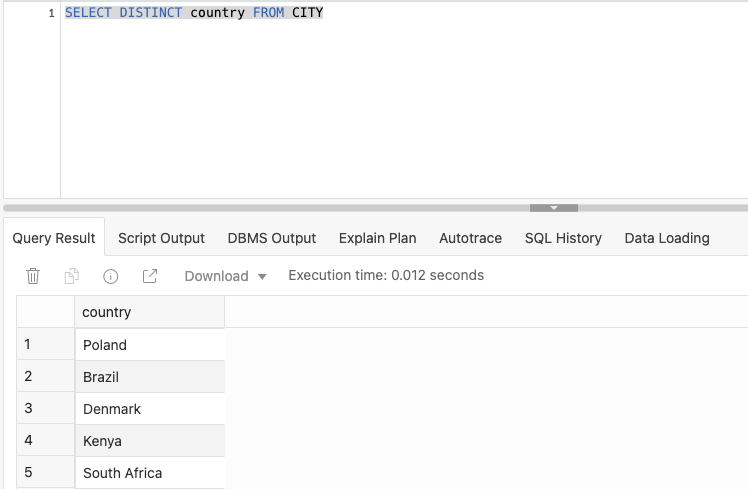 1 SELECT DISTINCT country FROM CITY
Query Result Script Output DBMS Output Explain Plan Autotrace SQL History Data Loading
Download Execution time: 0.012 seconds
country
1 Poland
2 Brazil
3 Denmark
4 Kenya
5 South Africa